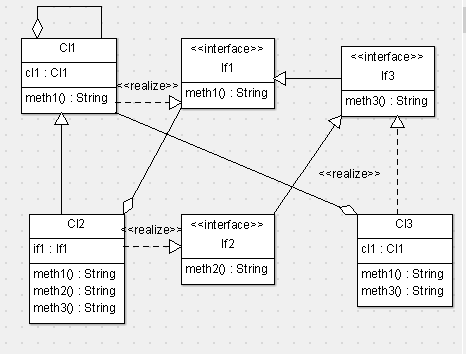 Cl1
cl1 : Cl1
meth1() : String
<<realize>>
<<interface>>
If1
meth1() : String
<<interface>>
If3
meth3() : String
<<realize>>
Cl2
if1 : If1
meth1() : String
meth2() : String
meth3() : String
<<realize>>
<<interface>>
If2
meth2() : String
Cl3
cl1 : Cl1
meth1() : String
meth3() : String